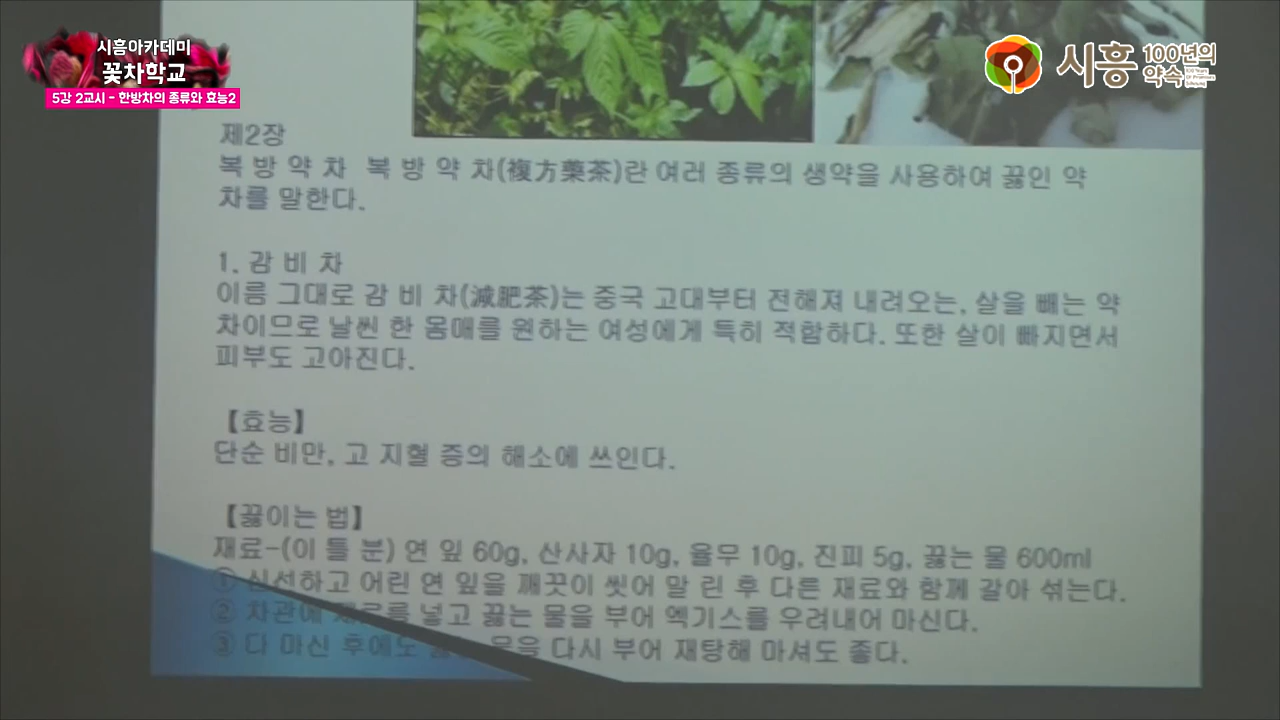 시흥아카데미
꽃차학교
5강 2교시 - 한방차의 종류와 효능2
시흥 100년의 약속
제2장
복 방 약 차 복 방 약 차(複方藥茶)란 여러 종류의 생약을 사용하여 끓인 약
차를 말한다.
1. 감 비 차
이름 그대로 감 비 차(減肥茶)는 중국 고대부터 전해져 내려오는, 살을 빼는 약
차이므로 날씬 한 몸매를 원하는 여성에게 특히 적합하다. 또한 살이 빠지면서
피부도 고아진다.
【효능】
단순 비만, 고 지혈 증의 해소에 쓰인다.
【끓이는 법】
재료-(이 틀 분) 연 잎 60g, 산사자 10g, 율무 10g, 진피 5g, 끓는 물 600ml
① 신선하고 어린 연 잎을 깨끗이 씻어 말 린 후 다른 재료와 함께 갈아 섞는다.
② 차관에 재료를 넣고 끓는 물을 부어 엑기스를 우려내어 마신다.
③ 다 마신 후에도 물을 다시 부어 재탕해 마셔도 좋다.